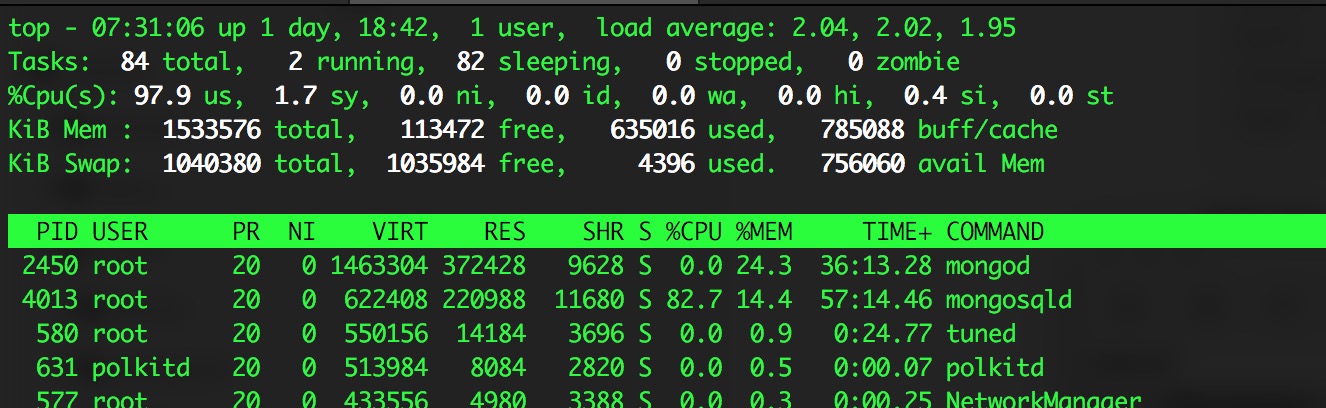 top - 07:31:06 up 1 day, 18:42,  1 user,  load average: 2.04, 2.02, 1.95
Tasks:  84 total,   2 running,  82 sleeping,   0 stopped,   0 zombie
%Cpu(s): 97.9 us,  1.7 sy,  0.0 ni,  0.0 id,  0.0 wa,  0.0 hi,  0.4 si,  0.0 st
KiB Mem :  1533576 total,   113472 free,   635016 used,   785088 buff/cache
KiB Swap:  1040380 total,  1035984 free,     4396 used.   756060 avail Mem
  PID USER      PR  NI    VIRT    RES    SHR S %CPU %MEM     TIME+ COMMAND
 2450 root      20   0 1463304 372428   9628 S  0.0 24.3  36:13.28 mongod
 4013 root      20   0  622408 220988  11680 S 82.7 14.4  57:14.46 mongosqld
  580 root      20   0  550156  14184   3696 S  0.0  0.9   0:24.77 tuned
  631 polkitd   20   0  513984   8084   2820 S  0.0  0.5   0:00.07 polkitd
  577 root      20   0  433556   4980   3388 S  0.0  0.3   0:00.25 NetworkManager